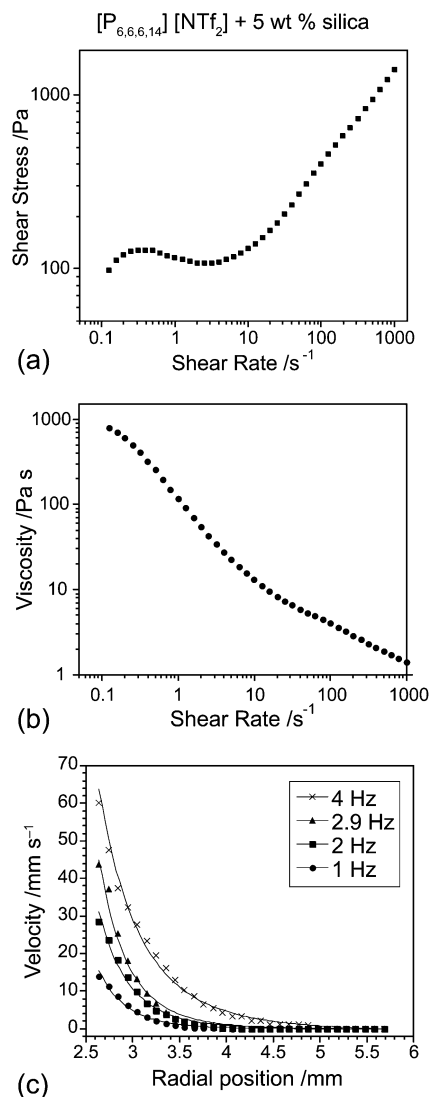 [P6,6,6,14] [NTf2] + 5 wt % silica
1000
100
Shear Stress /Pa
0.1 1 10 100 1000
(a) Shear Rate /s-1
1000
100
10
1
Viscosity /Pa s
0.1 1 10 100 1000
(b) Shear Rate /s-1
70
60
50
40
30
20
10
0
Velocity /mm s–1
4 Hz
2.9 Hz
2 Hz
1 Hz
2.5 3 3.5 4 4.5 5 5.5 6
(c) Radial position /mm